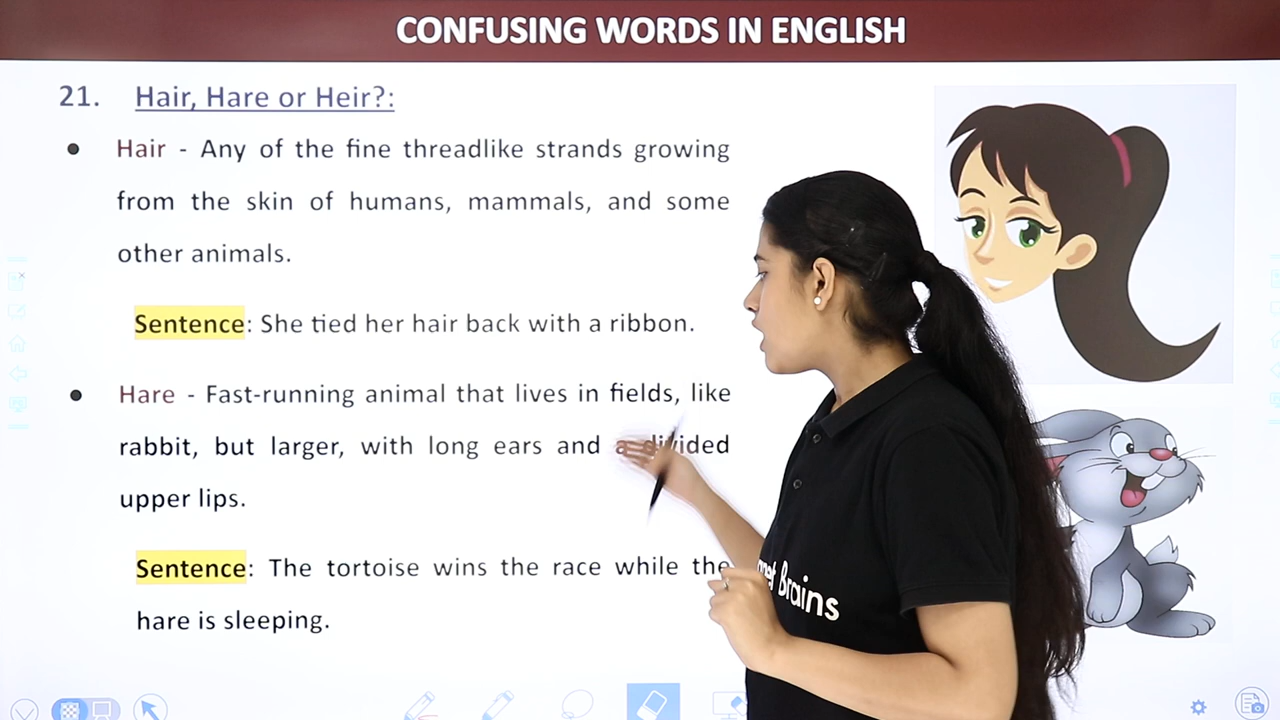 CONFUSING WORDS IN ENGLISH
21. Hair, Hare or Heir?:
● Hair - Any of the fine threadlike strands growing
from the skin of humans, mammals, and some
other animals.
Sentence: She tied her hair back with a ribbon.
● Hare - Fast-running animal that lives in fields, like
rabbit, but larger, with long ears and a divided
upper lips.
Sentence: The tortoise wins the race while the
hare is sleeping.
Brains